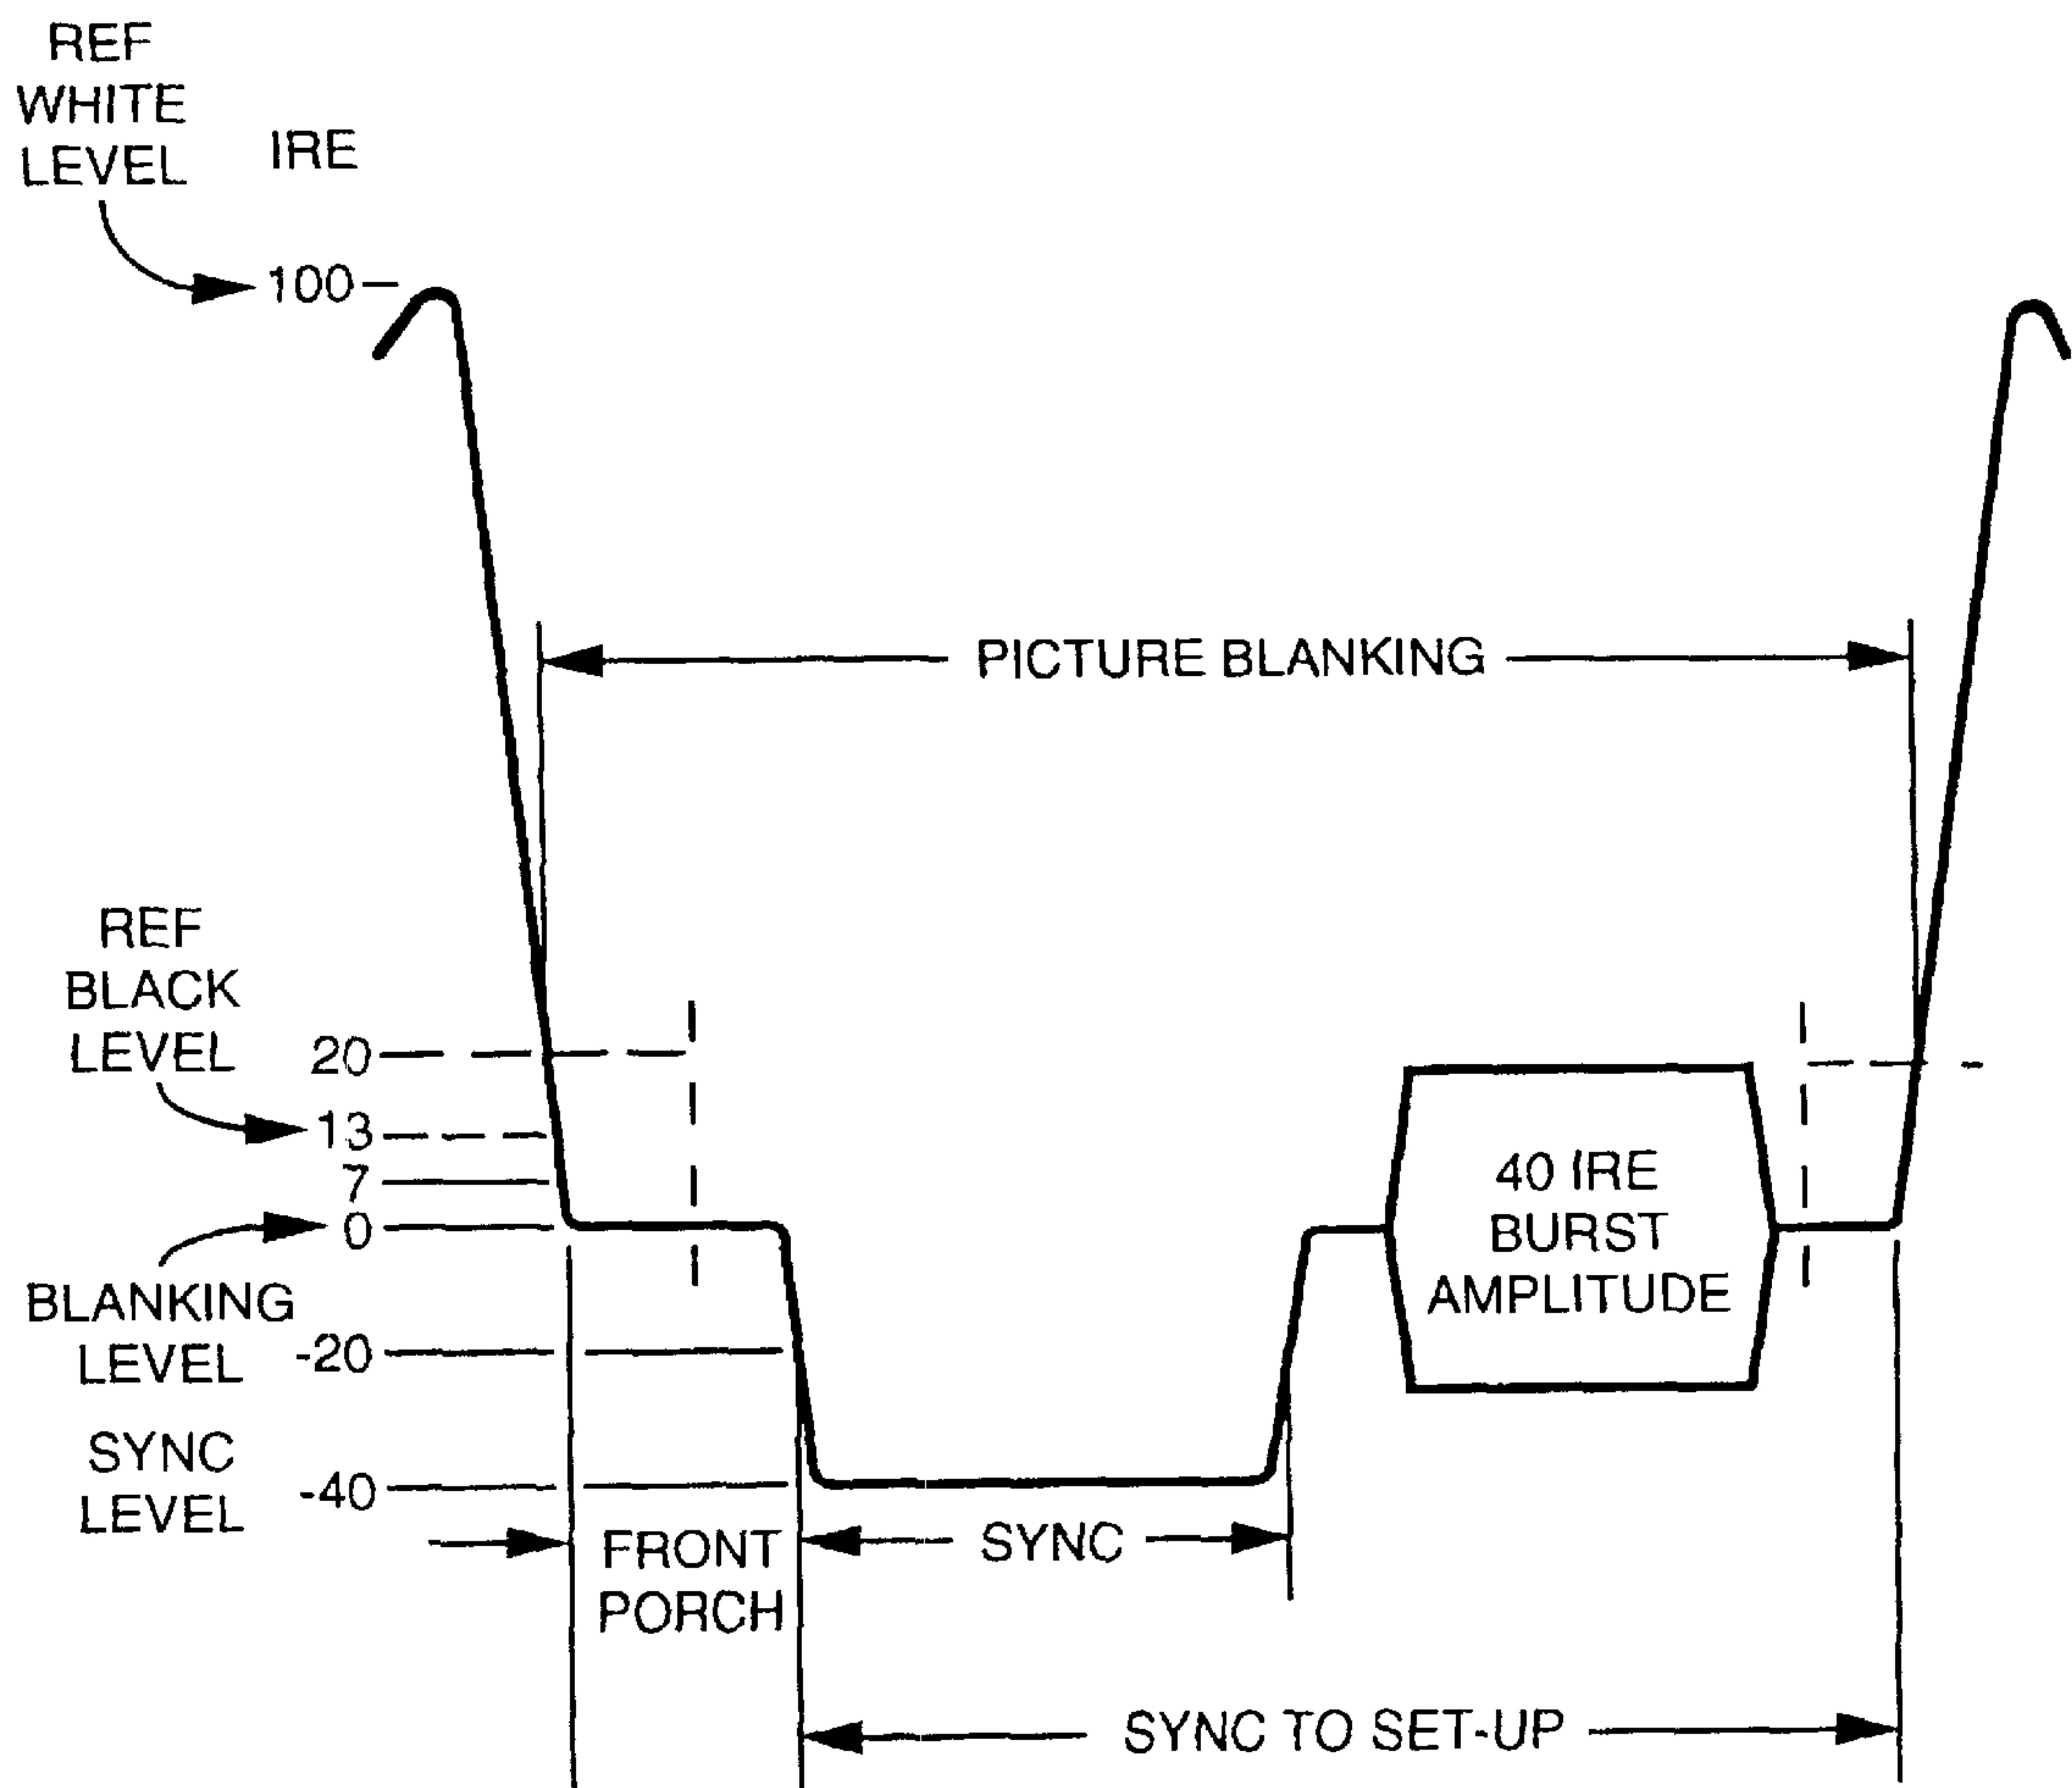 REF
WHITE
LEVEL
IRE
100
PICTURE BLANKING
REF
BLACK
LEVEL
20
13
7
0
BLANKING
LEVEL
-20
SYNC
LEVEL
-40
40 IRE
BURST
AMPLITUDE
FRONT
PORCH
SYNC
SYNC TO SET-UP